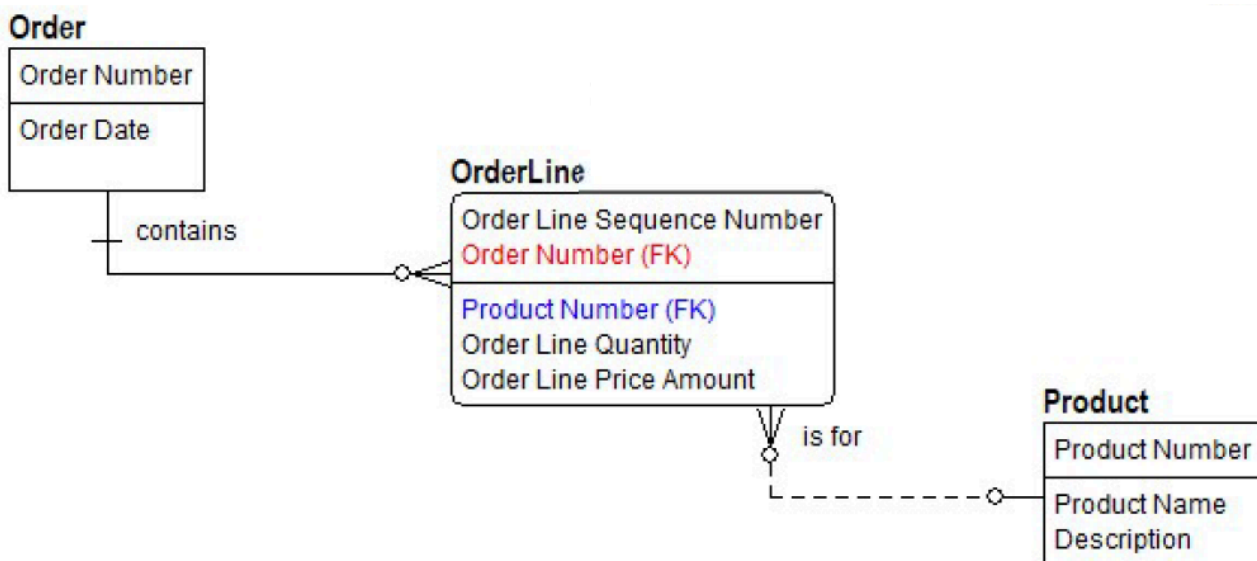 Order
Order Number
Order Date
contains
OrderLine
Order Line Sequence Number
Order Number (FK)
Product Number (FK)
Order Line Quantity
Order Line Price Amount
is for
Product
Product Number
Product Name
Description